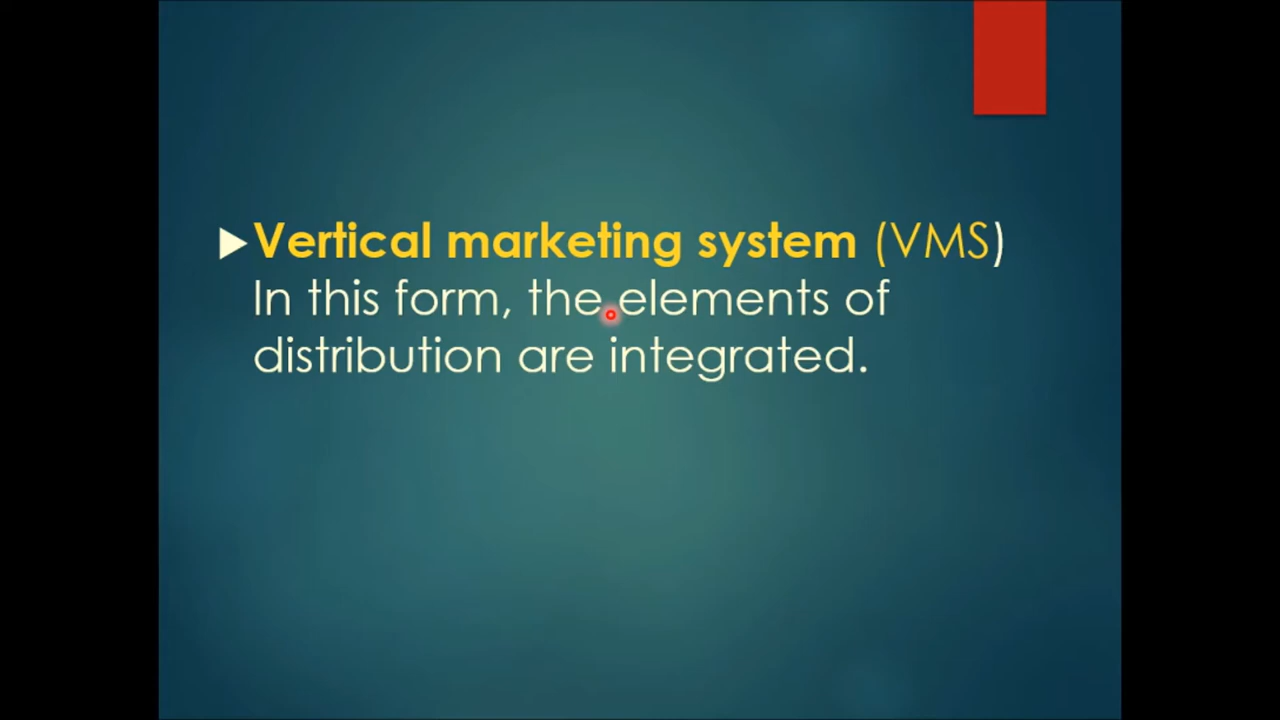 Vertical marketing system (VMS)
In this form, the elements of
distribution are integrated.